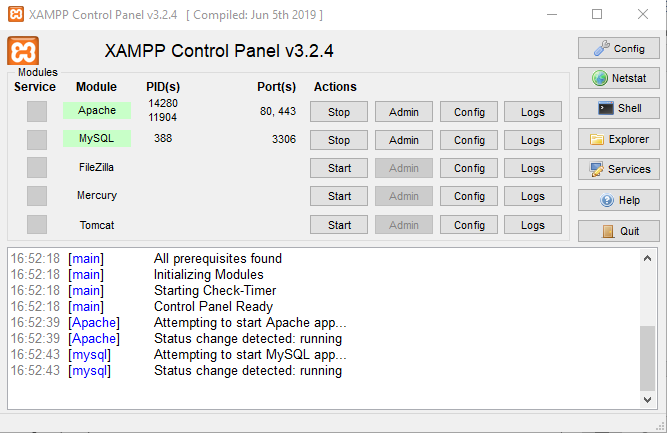 XAMPP Control Panel v3.2.4 [ Compiled: Jun 5th 2019 ]
XAMPP Control Panel v3.2.4
Config
Modules
Service Module PID(s) Port(s) Actions
Netstat
Apache 14280 11904 80, 443 Stop Admin Config Logs
Shell
MySQL 388 3306 Stop Admin Config Logs
Explorer
FileZilla Start Admin Config Logs
Services
Mercury Start Admin Config Logs
Help
Tomcat Start Admin Config Logs
Quit
16:52:18 [main] All prerequisites found
16:52:18 [main] Initializing Modules
16:52:18 [main] Starting Check-Timer
16:52:18 [main] Control Panel Ready
16:52:39 [Apache] Attempting to start Apache app...
16:52:39 [Apache] Status change detected: running
16:52:43 [mysql] Attempting to start MySQL app...
16:52:43 [mysql] Status change detected: running